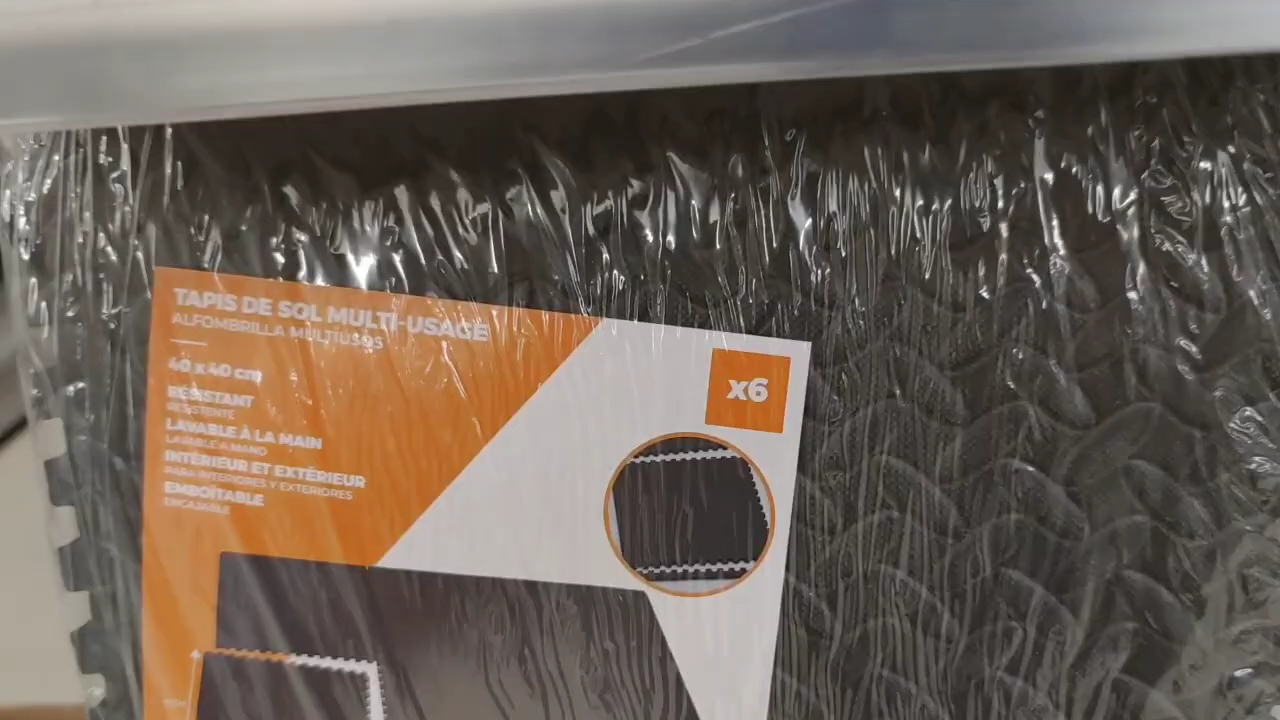 TAPIS DE SOL MULTI-USAGE
ALFOMBRILLA MULTIUSOS
40 x 40 cm
RÉSISTANT
RESISTENTE
LAVABLE À LA MAIN
LAVABLE A MANO
INTÉRIEUR ET EXTÉRIEUR
PARA INTERIORES Y EXTERIORES
EMBOÎTABLE
ENCAJABLE
x6